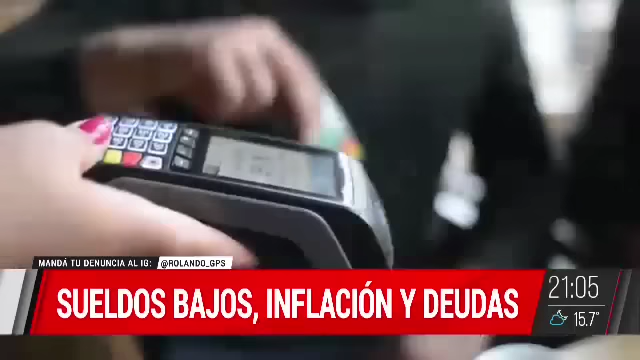 MANDÁ TU DENUNCIA AL IG: @ROLANDO_GPS
SUELDOS BAJOS, INFLACIÓN Y DEUDAS
21:05
15.7°